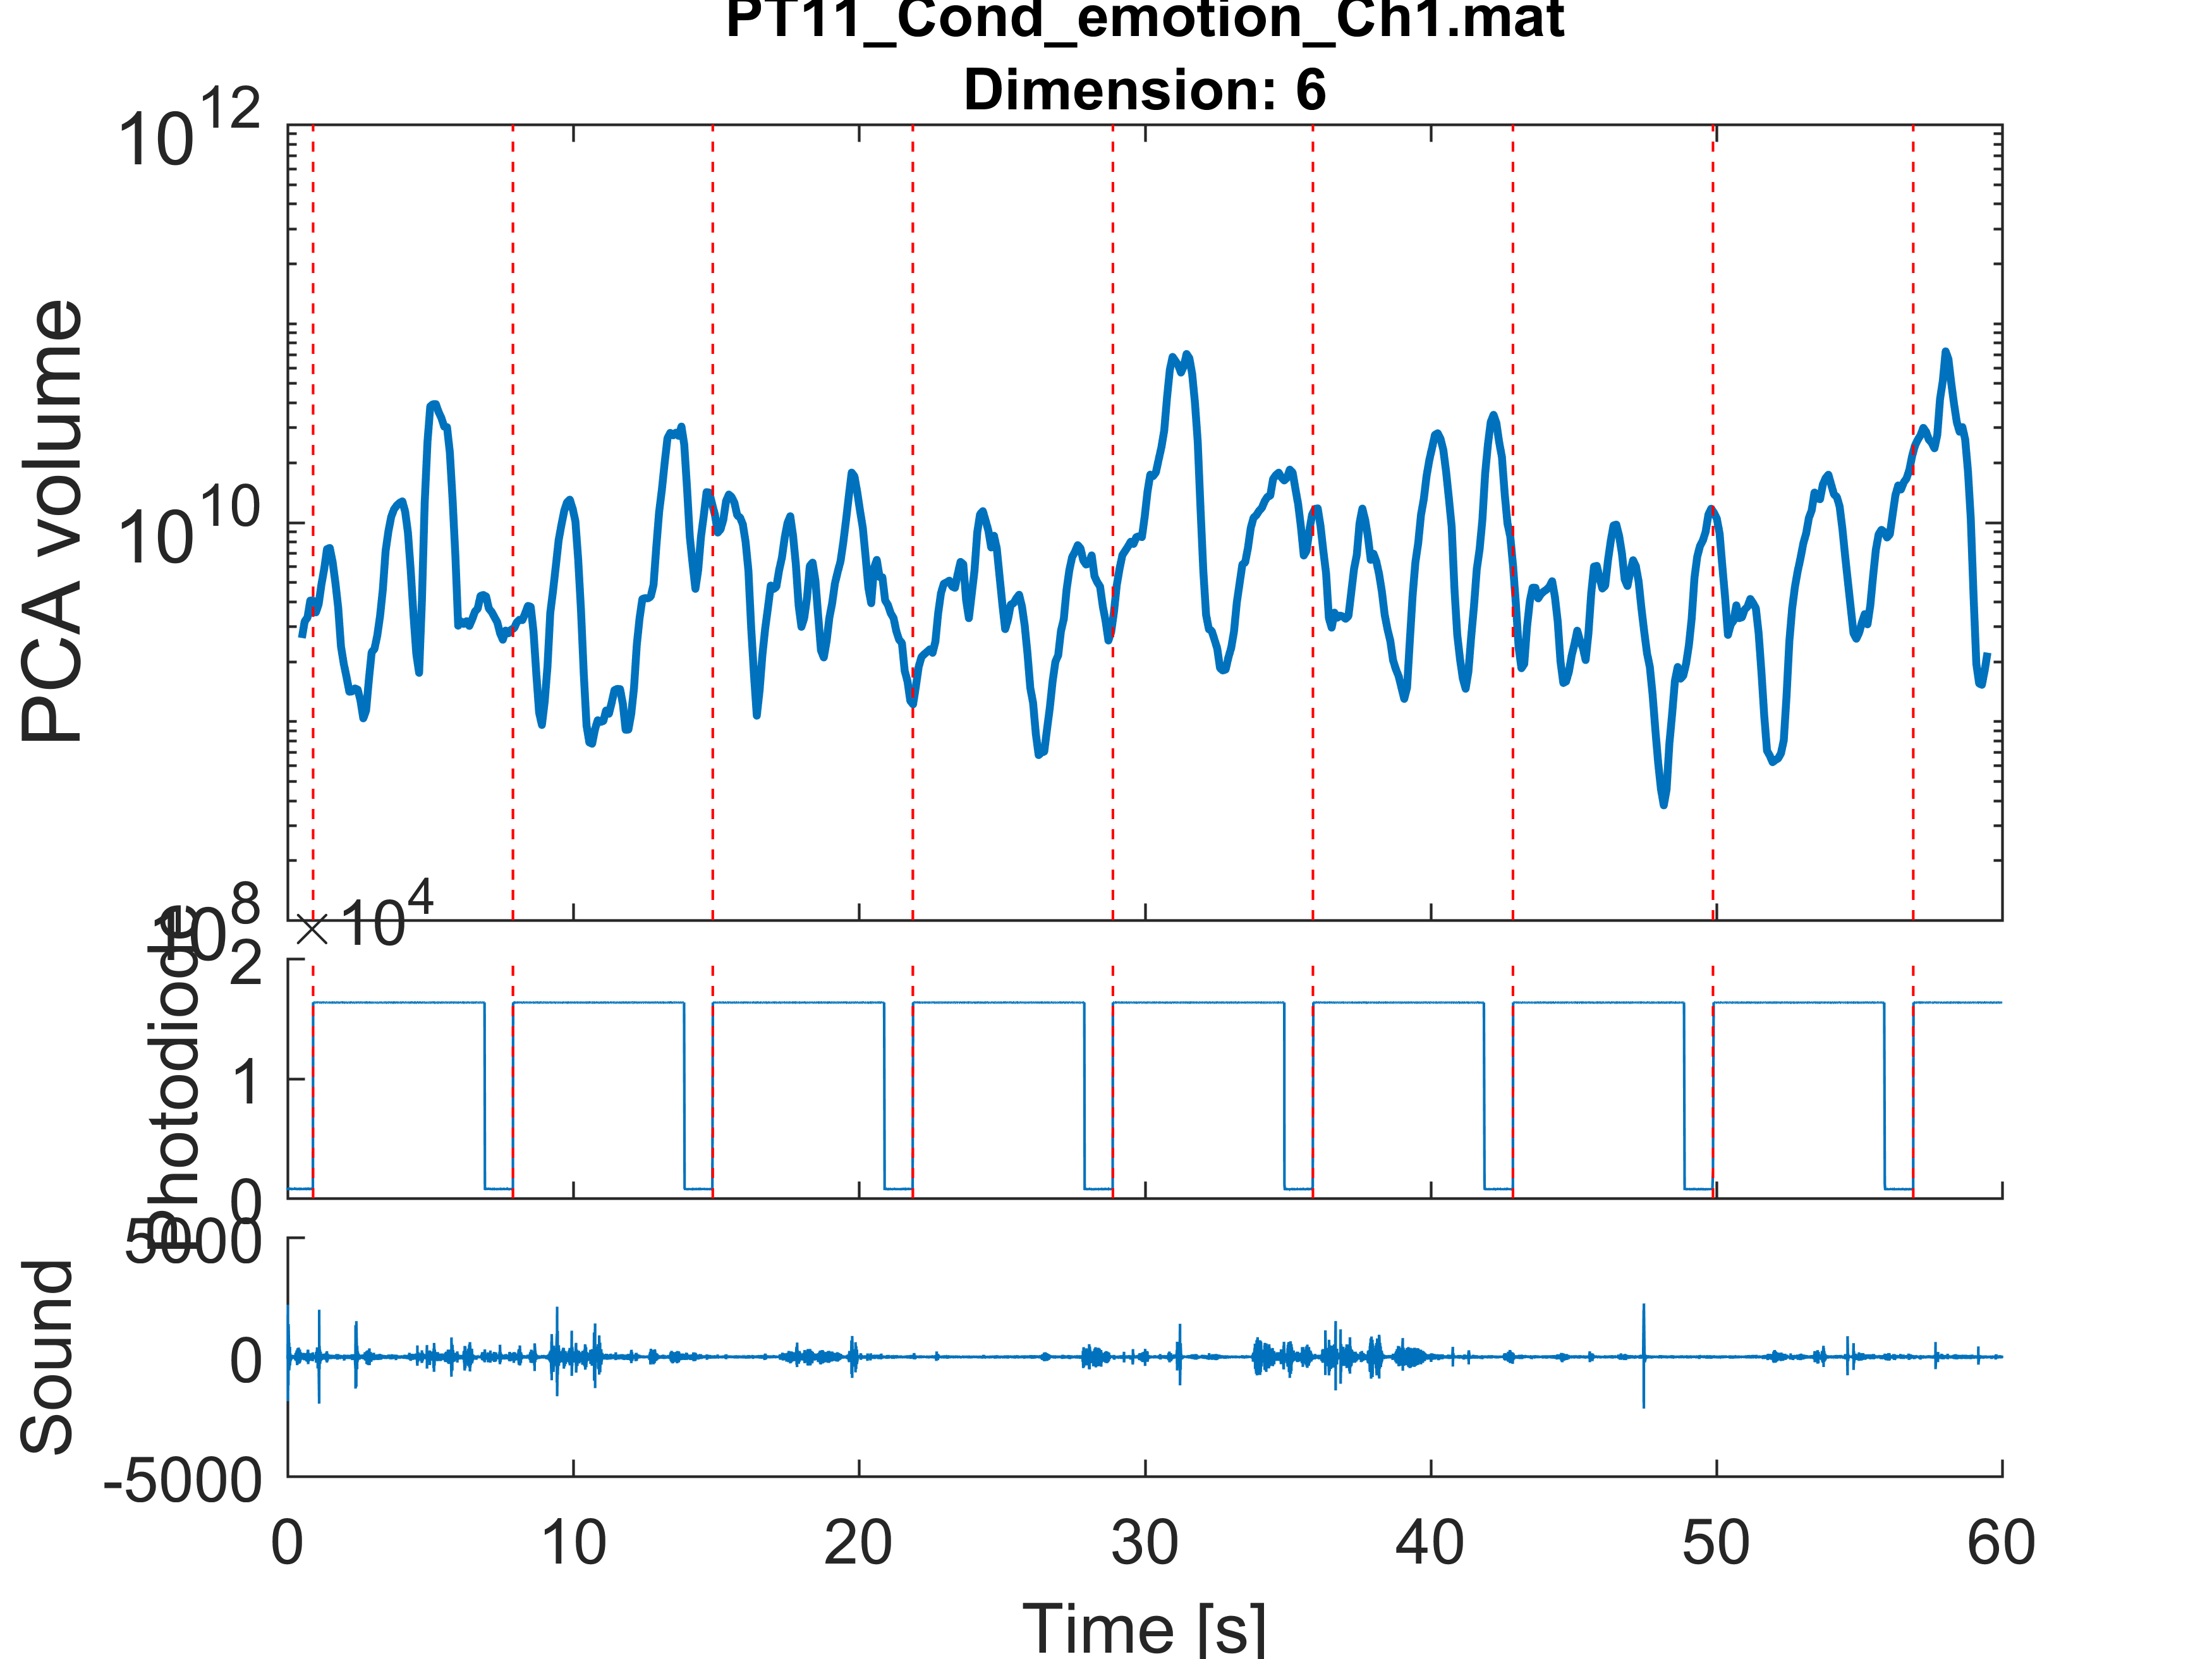 PT11_Cond_emotion_Ch1.mat
Dimension: 6
10^12
10^10
10^8
PCA volume
×10^4
2
1
0
Photodiode
5000
0
-5000
Sound
0 10 20 30 40 50 60
Time [s]